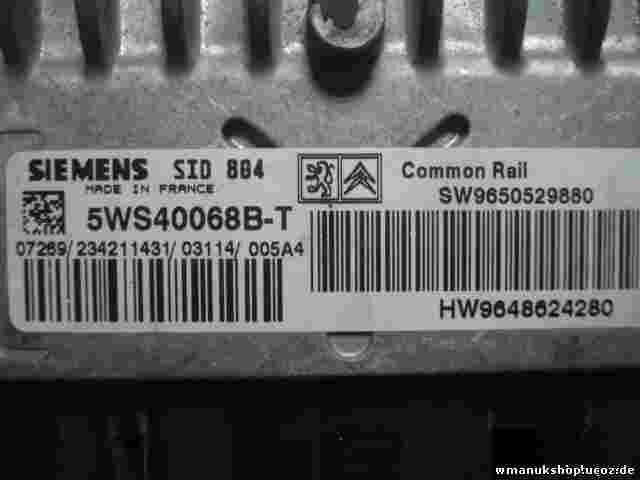 SIEMENS SID 804
MADE IN FRANCE
5WS40068B-T
07269/234211431/03114/005A4
Common Rail
SW9650529880
HW9648624280
wmanukshop.ucoz.de